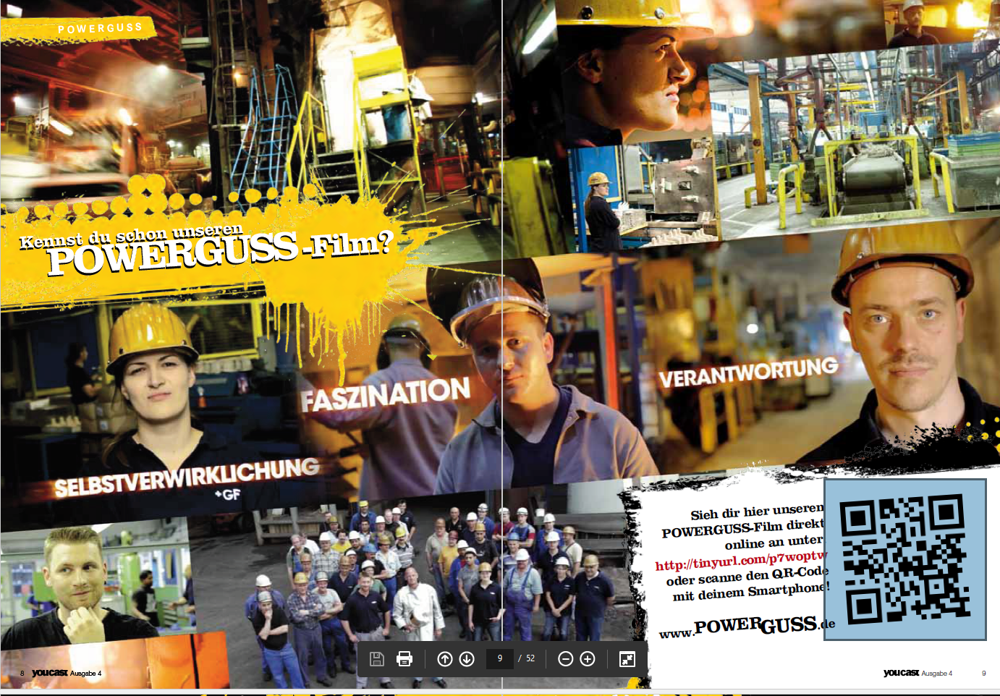 POWERGUSS
Kennst du schon unseren
POWERGUSS-Film?
FASZINATION
VERANTWORTUNG
SELBSTVERWIRKLICHUNG
+GF
Sieh dir hier unseren
POWERGUSS-Film direkt
online an unter
http://tinyurl.com/p7woptw
oder scanne den QR-Code
mit deinem Smartphone!
www.POWERGUSS.de
9 / 52
8 youcast Ausgabe 4
youcast Ausgabe 4 9